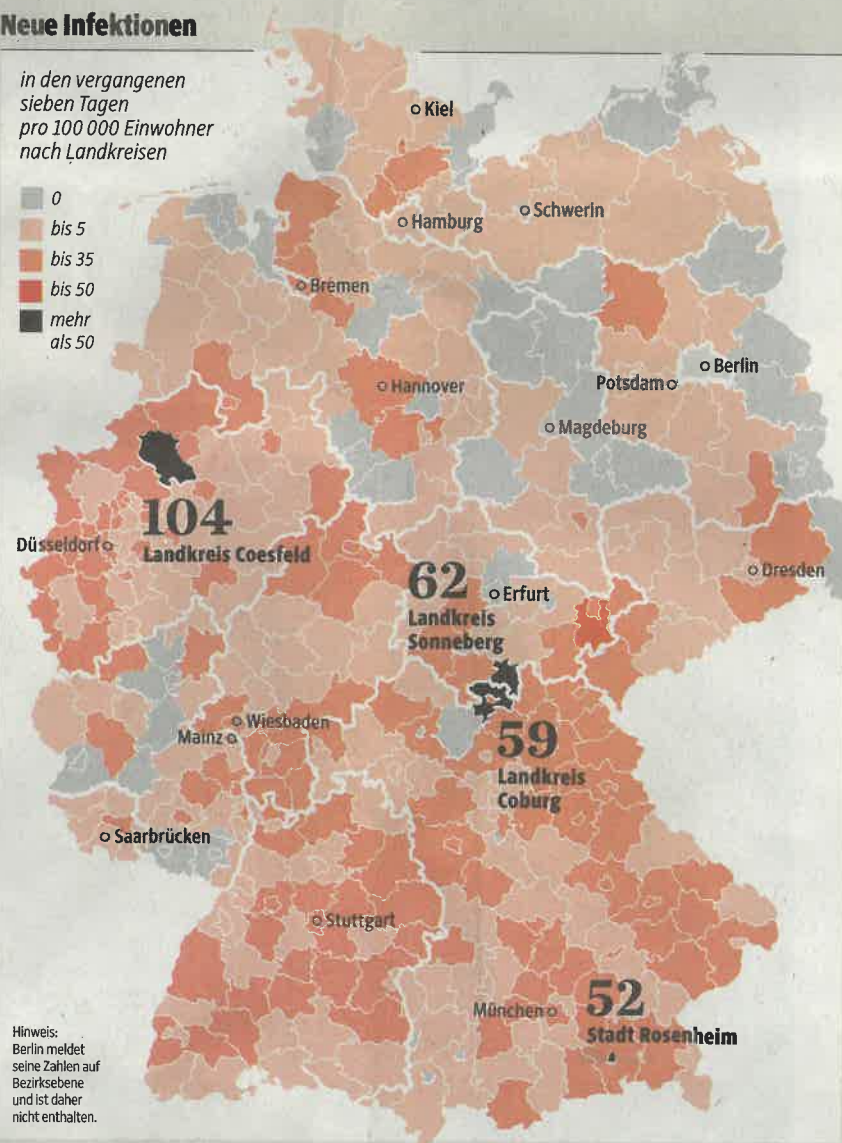 Neue Infektionen
in den vergangenen
sieben Tagen
pro 100 000 Einwohner
nach Landkreisen
0
bis 5
bis 35
bis 50
mehr
als 50
Kiel
Hamburg
Schwerin
Bremen
Hannover
Berlin
Potsdam
Magdeburg
104
Landkreis Coesfeld
Düsseldorf
62
Landkreis
Sonneberg
Erfurt
Dresden
Wiesbaden
Mainz
59
Landkreis
Coburg
Saarbrücken
Stuttgart
München
52
Stadt Rosenheim
Hinweis:
Berlin meldet
seine Zahlen auf
Bezirksebene
und ist daher
nicht enthalten.